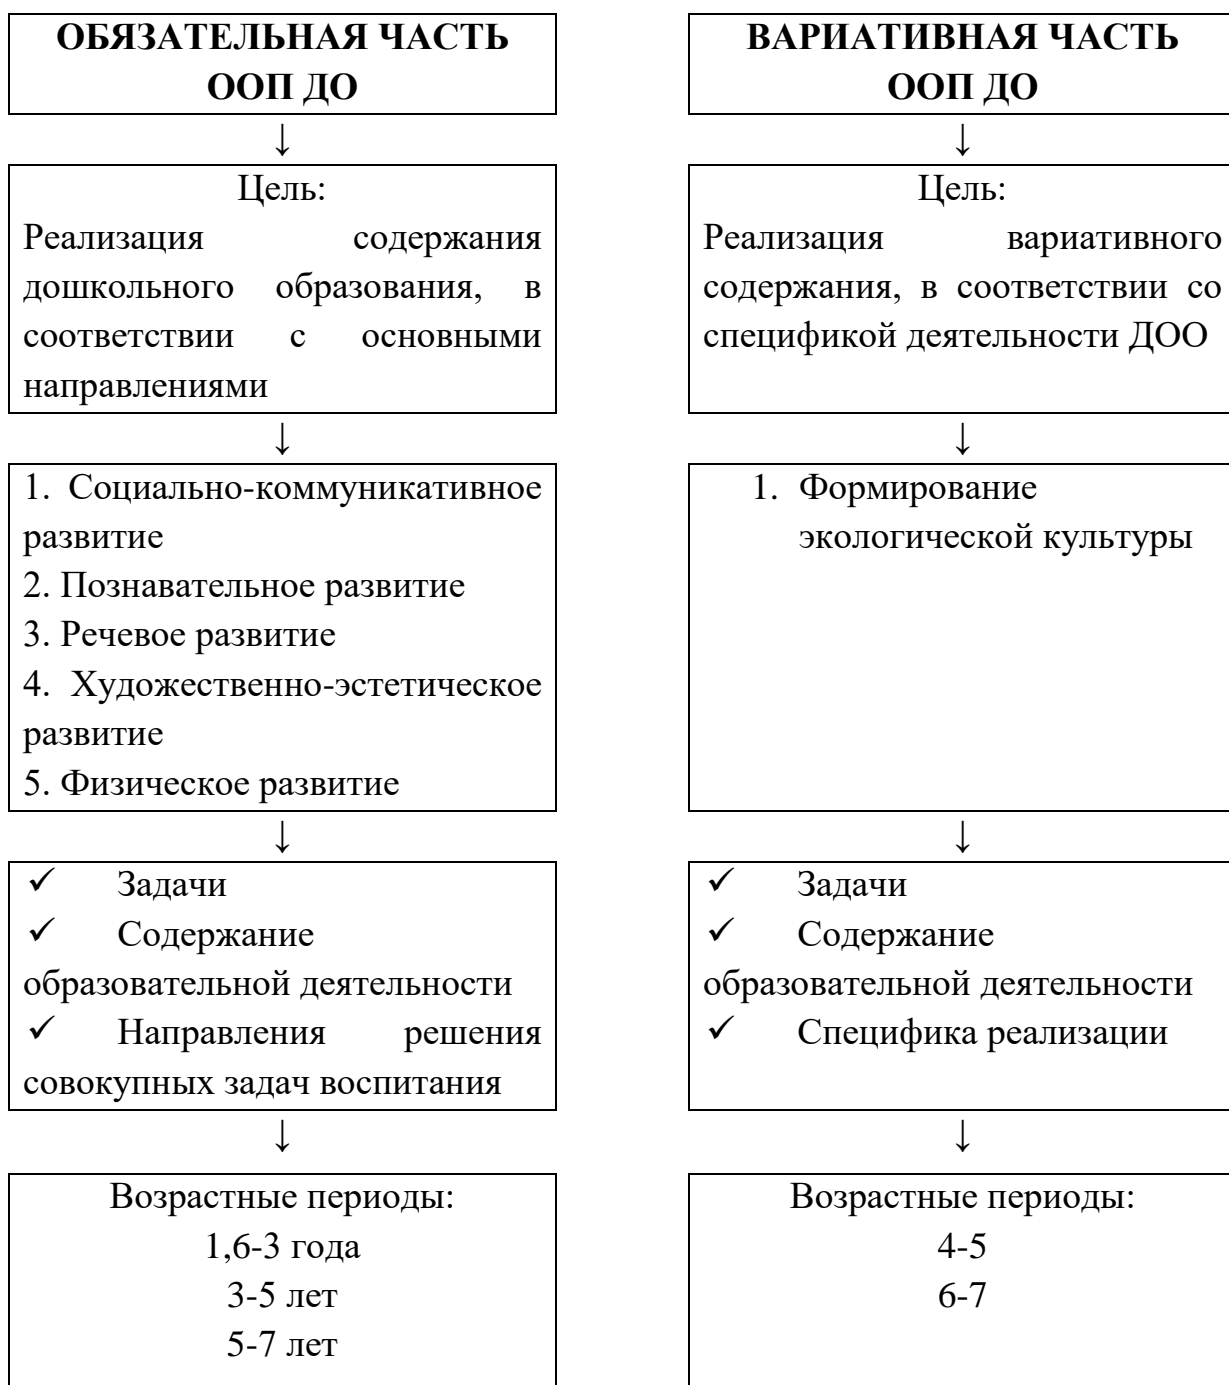 ОБЯЗАТЕЛЬНАЯ ЧАСТЬ
ООП ДО
↓
Цель:
Реализация содержания
дошкольного образования, в
соответствии с основными
направлениями
↓
1. Социально-коммуникативное
развитие
2. Познавательное развитие
3. Речевое развитие
4. Художественно-эстетическое
развитие
5. Физическое развитие
↓
✓ Задачи
✓ Содержание
образовательной деятельности
✓ Направления решения
совокупных задач воспитания
↓
Возрастные периоды:
1,6-3 года
3-5 лет
5-7 лет
ВАРИАТИВНАЯ ЧАСТЬ
ООП ДО
↓
Цель:
Реализация вариативного
содержания, в соответствии со
спецификой деятельности ДОО
↓
1. Формирование
экологической культуры
↓
✓ Задачи
✓ Содержание
образовательной деятельности
✓ Специфика реализации
↓
Возрастные периоды:
4-5
6-7